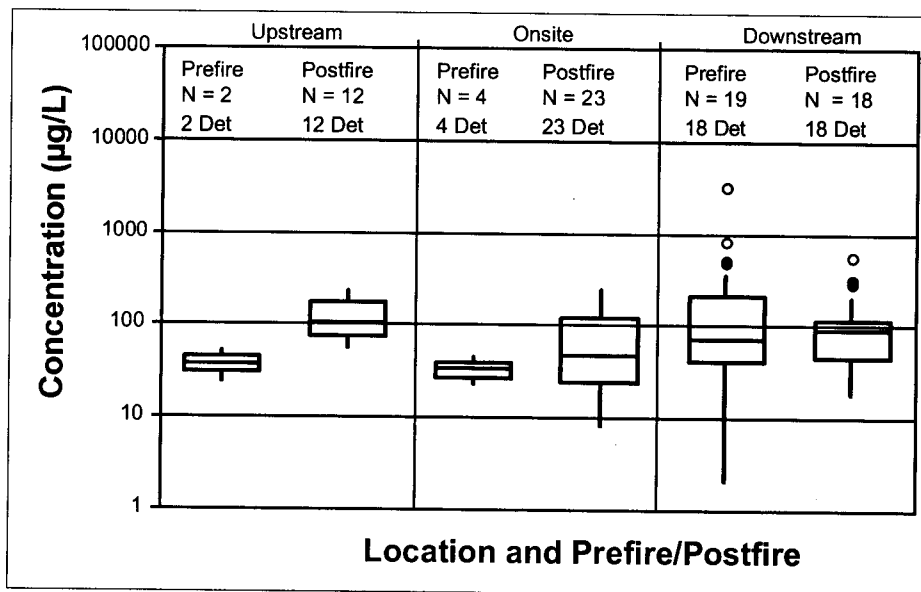 Upstream Onsite Downstream
Prefire Postfire Prefire Postfire Prefire Postfire
N = 2 N = 12 N = 4 N = 23 N = 19 N = 18
2 Det 12 Det 4 Det 23 Det 18 Det 18 Det
100000
10000
1000
100
10
1
Concentration (µg/L)
Location and Prefire/Postfire